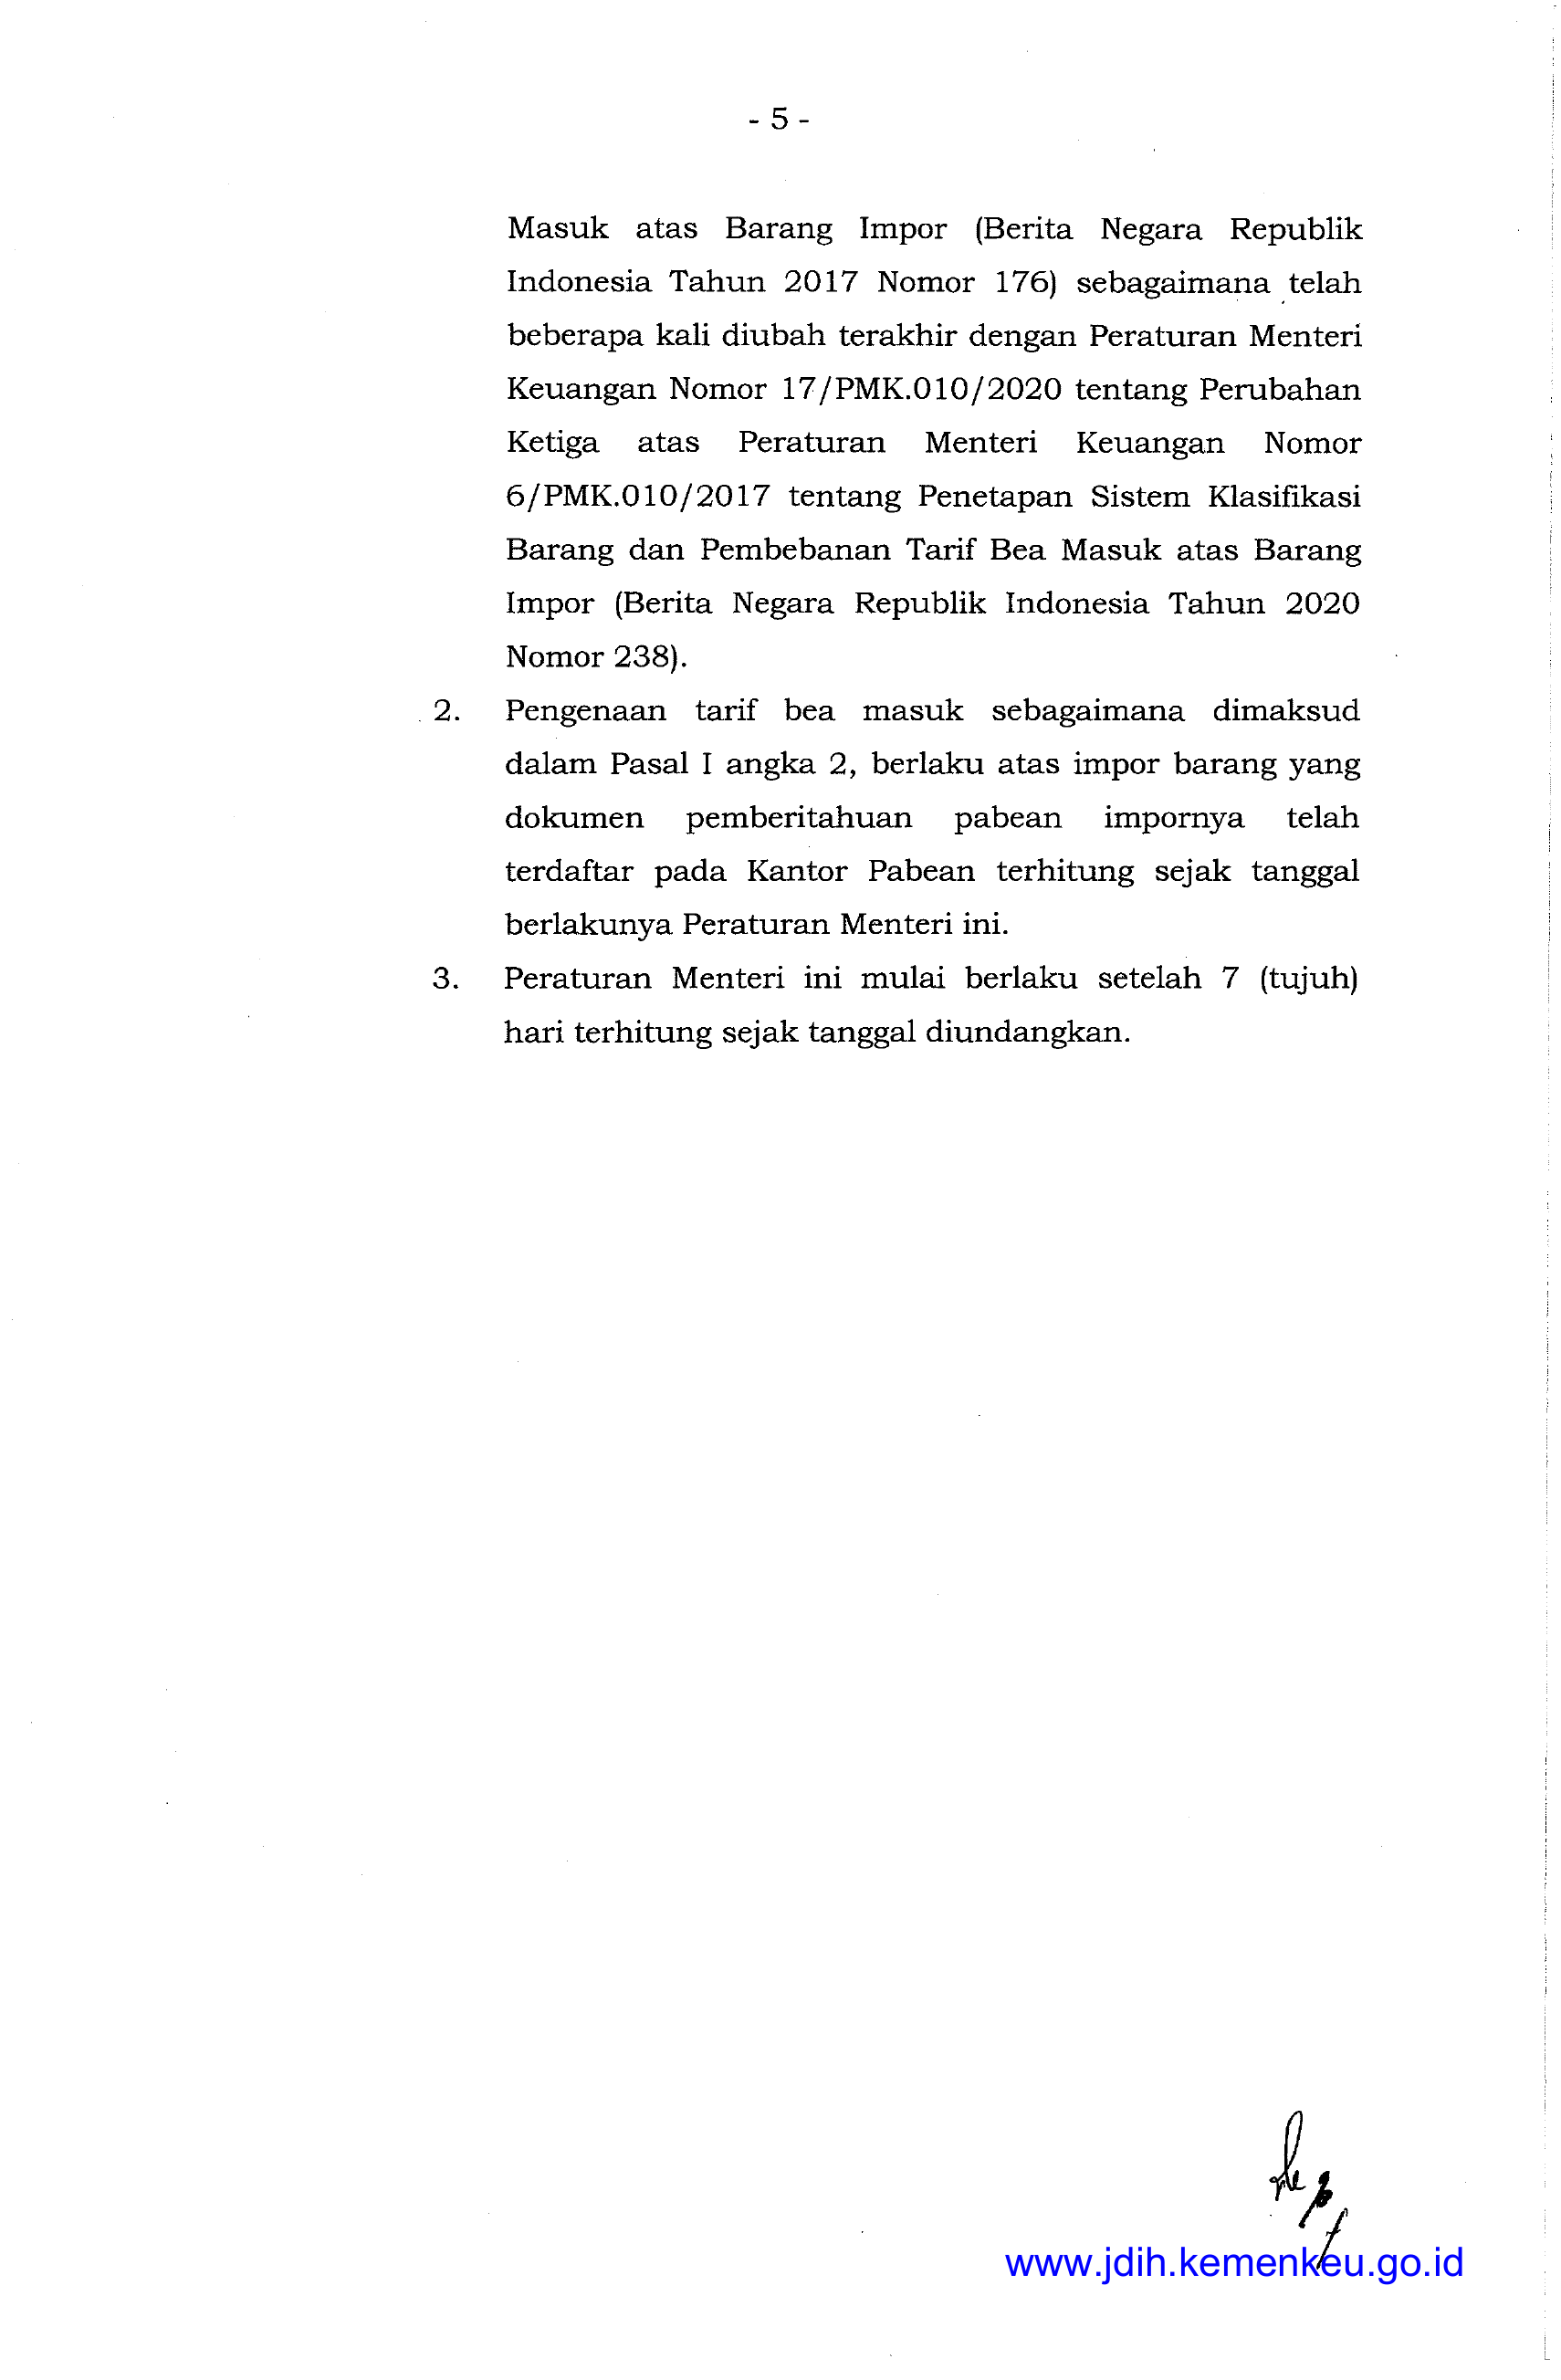 - 5 -
Masuk atas Barang Impor (Berita Negara Republik
Indonesia Tahun 2017 Nomor 176) sebagaimana telah
beberapa kali diubah terakhir dengan Peraturan Menteri
Keuangan Nomor 17/PMK.010/2020 tentang Perubahan
Ketiga atas Peraturan Menteri Keuangan Nomor
6/PMK.010/2017 tentang Penetapan Sistem Klasifikasi
Barang dan Pembebanan Tarif Bea Masuk atas Barang
Impor (Berita Negara Republik Indonesia Tahun 2020
Nomor 238).
2. Pengenaan tarif bea masuk sebagaimana dimaksud
dalam Pasal I angka 2, berlaku atas impor barang yang
dokumen pemberitahuan pabean impornya telah
terdaftar pada Kantor Pabean terhitung sejak tanggal
berlakunya Peraturan Menteri ini.
3. Peraturan Menteri ini mulai berlaku setelah 7 (tujuh)
hari terhitung sejak tanggal diundangkan.
www.jdih.kemenkeu.go.id